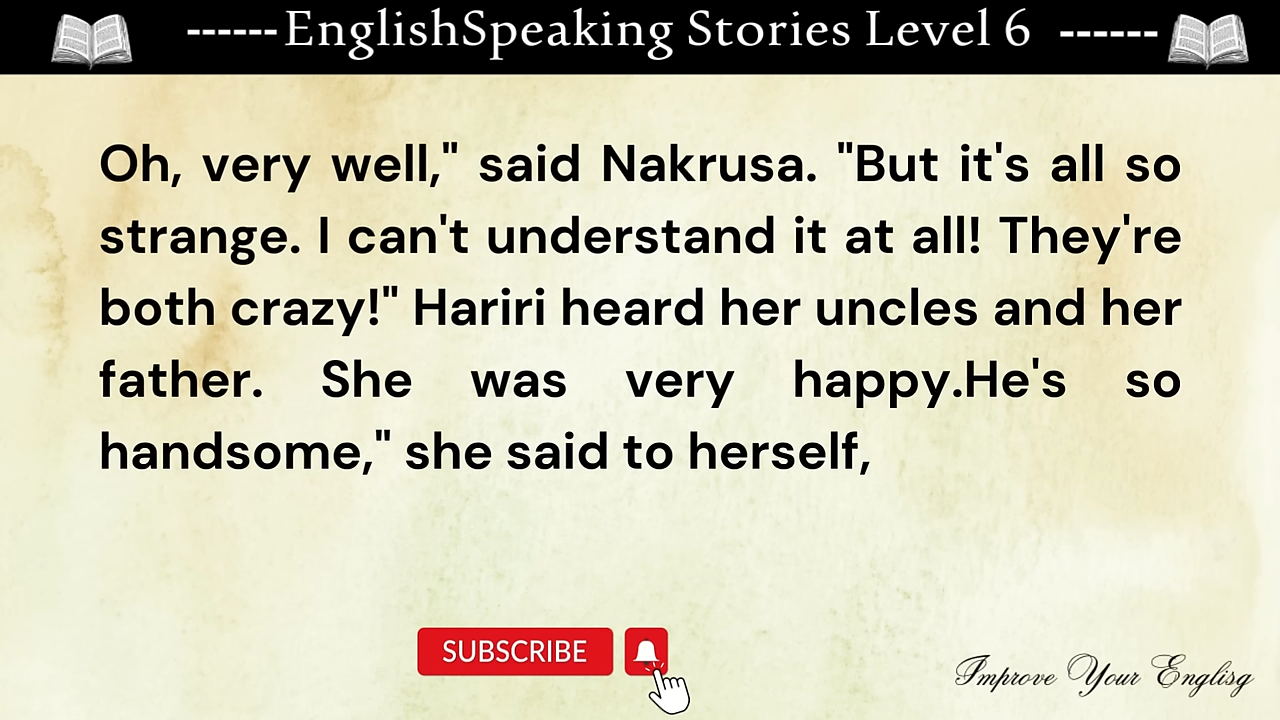 ------EnglishSpeaking Stories Level 6 ------
Oh, very well," said Nakrusa. "But it's all so
strange. I can't understand it at all! They're
both crazy!" Hariri heard her uncles and her
father. She was very happy.He's so
handsome," she said to herself,
SUBSCRIBE
Improve Your Englisg